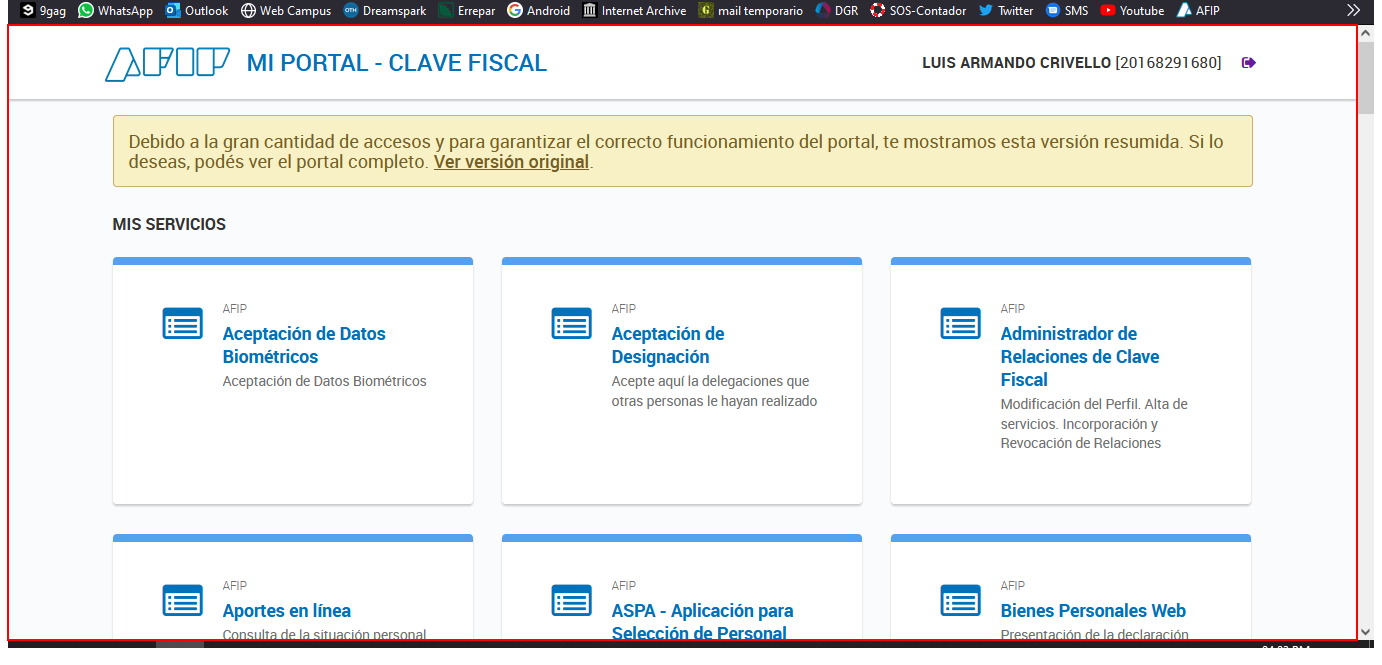 9gag WhatsApp Outlook Web Campus Dreamspark Errepar Android Internet Archive mail temporario DGR SOS-Contador Twitter SMS Youtube AFIP
AFIP MI PORTAL - CLAVE FISCAL
LUIS ARMANDO CRIVELLO [20168291680]
Debido a la gran cantidad de accesos y para garantizar el correcto funcionamiento del portal, te mostramos esta versión resumida. Si lo
deseas, podés ver el portal completo. Ver versión original.
MIS SERVICIOS
AFIP
Aceptación de Datos
Biométricos
Aceptación de Datos Biométricos
AFIP
Aceptación de
Designación
Acepte aquí la delegaciones que
otras personas le hayan realizado
AFIP
Administrador de
Relaciones de Clave
Fiscal
Modificación del Perfil. Alta de
servicios. Incorporación y
Revocación de Relaciones
AFIP
Aportes en línea
Consulta de la situación personal
AFIP
ASPA - Aplicación para
Selección de Personal
AFIP
Bienes Personales Web
Presentación de la declaración